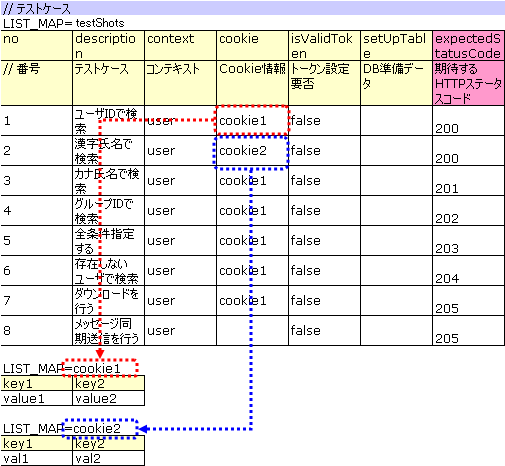 // テストケース
LIST_MAP= testShots
no description context cookie isValidToken setUpTable expectedStatusCode
// 番号 テストケース コンテキスト Cookie情報 トークン設定要否 DB準備データ 期待するHTTPステータスコード
1 ユーザIDで検索 user cookie1 false 200
2 漢字氏名で検索 user cookie2 false 200
3 カナ氏名で検索 user cookie1 false 201
4 グループIDで検索 user cookie1 false 202
5 全条件指定する user cookie1 false 203
6 存在しないユーザで検索 user cookie1 false 204
7 ダウンロードを行う user cookie1 false 205
8 メッセージ同期送信を行う user false 205
LIST_MAP=cookie1
key1 key2
value1 value2
LIST_MAP=cookie2
key1 key2
val1 val2